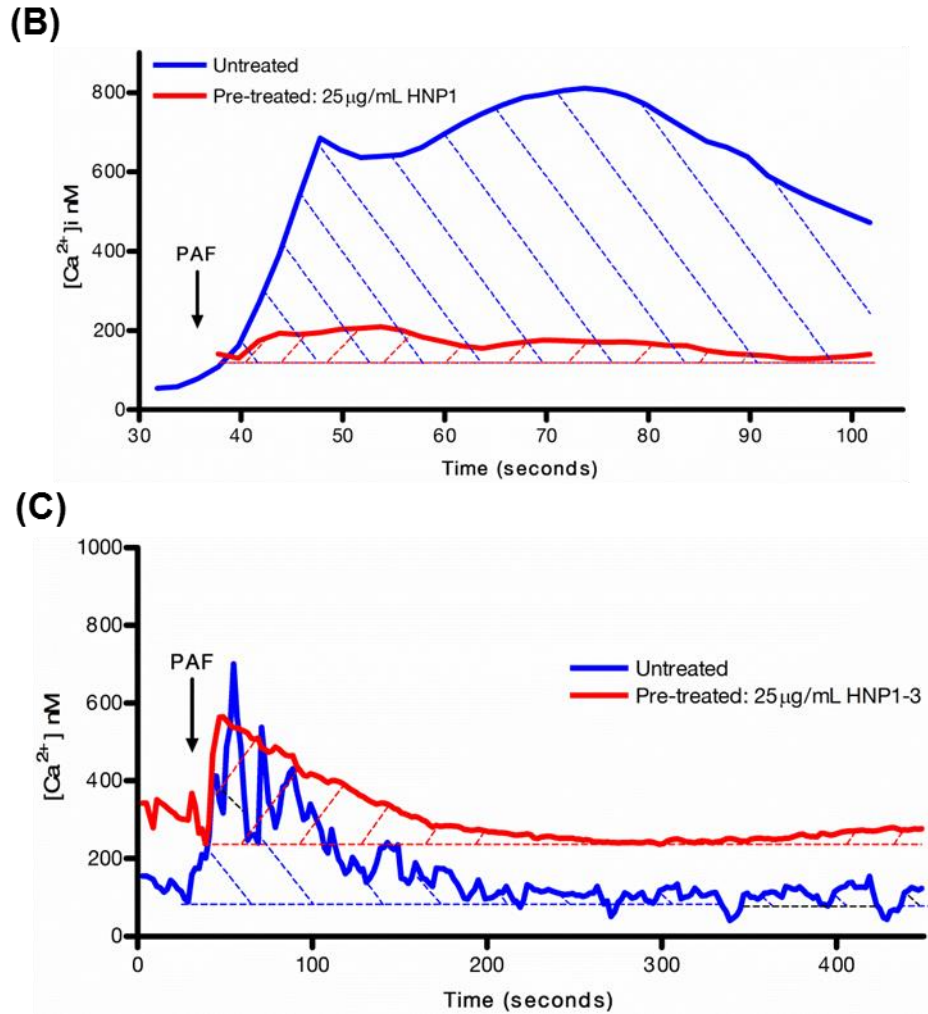 (B)
Untreated
Pre-treated: 25µg/mL HNP1
PAF
[Ca²⁺]i nM
800
600
400
200
0
30 40 50 60 70 80 90 100
Time (seconds)
(C)
1000
800
600
400
200
0
PAF
Untreated
Pre-treated: 25µg/mL HNP1-3
[Ca²⁺] nM
0 100 200 300 400
Time (seconds)